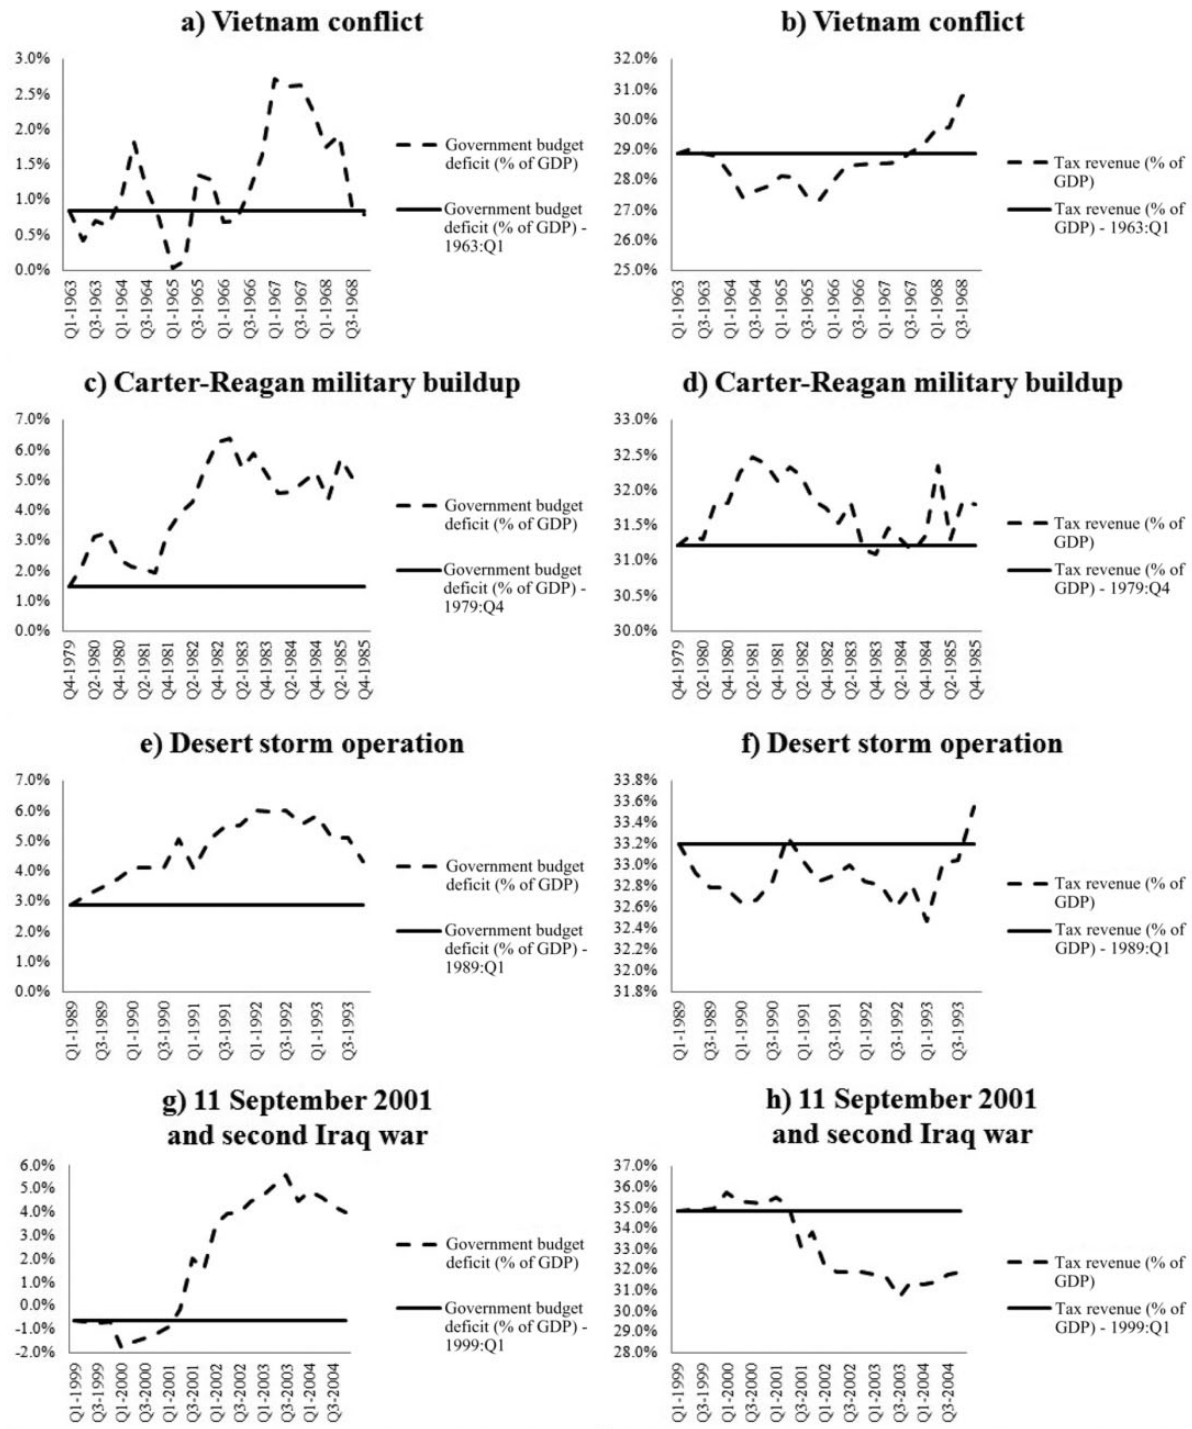 a) Vietnam conflict
3.0%
2.5%
2.0%
1.5%
1.0%
0.5%
0.0%
Q1-1963
Q3-1963
Q1-1964
Q3-1964
Q1-1965
Q3-1965
Q1-1966
Q3-1966
Q1-1967
Q3-1967
Q1-1968
Q3-1968
Government budget
deficit (% of GDP)
Government budget
deficit (% of GDP) -
1963:Q1
b) Vietnam conflict
32.0%
31.0%
30.0%
29.0%
28.0%
27.0%
26.0%
25.0%
Q1-1963
Q3-1963
Q1-1964
Q3-1964
Q1-1965
Q3-1965
Q1-1966
Q3-1966
Q1-1967
Q3-1967
Q1-1968
Q3-1968
Tax revenue (% of
GDP)
Tax revenue (% of
GDP) - 1963:Q1
c) Carter-Reagan military buildup
7.0%
6.0%
5.0%
4.0%
3.0%
2.0%
1.0%
0.0%
Q4-1979
Q2-1980
Q4-1980
Q2-1981
Q4-1981
Q2-1982
Q4-1982
Q2-1983
Q4-1983
Q2-1984
Q4-1984
Q2-1985
Q4-1985
Government budget
deficit (% of GDP)
Government budget
deficit (% of GDP) -
1979:Q4
d) Carter-Reagan military buildup
33.0%
32.5%
32.0%
31.5%
31.0%
30.5%
30.0%
Q4-1979
Q2-1980
Q4-1980
Q2-1981
Q4-1981
Q2-1982
Q4-1982
Q2-1983
Q4-1983
Q2-1984
Q4-1984
Q2-1985
Q4-1985
Tax revenue (% of
GDP)
Tax revenue (% of
GDP) - 1979:Q4
e) Desert storm operation
7.0%
6.0%
5.0%
4.0%
3.0%
2.0%
1.0%
0.0%
Q1-1989
Q3-1989
Q1-1990
Q3-1990
Q1-1991
Q3-1991
Q1-1992
Q3-1992
Q1-1993
Q3-1993
Government budget
deficit (% of GDP)
Government budget
deficit (% of GDP) -
1989:Q1
f) Desert storm operation
33.8%
33.6%
33.4%
33.2%
33.0%
32.8%
32.6%
32.4%
32.2%
32.0%
31.8%
Q1-1989
Q3-1989
Q1-1990
Q3-1990
Q1-1991
Q3-1991
Q1-1992
Q3-1992
Q1-1993
Q3-1993
Tax revenue (% of
GDP)
Tax revenue (% of
GDP) - 1989:Q1
g) 11 September 2001
and second Iraq war
6.0%
5.0%
4.0%
3.0%
2.0%
1.0%
0.0%
-1.0%
-2.0%
Q1-1999
Q3-1999
Q1-2000
Q3-2000
Q1-2001
Q3-2001
Q1-2002
Q3-2002
Q1-2003
Q3-2003
Q1-2004
Q3-2004
Government budget
deficit (% of GDP)
Government budget
deficit (% of GDP) -
1999:Q1
h) 11 September 2001
and second Iraq war
37.0%
36.0%
35.0%
34.0%
33.0%
32.0%
31.0%
30.0%
29.0%
28.0%
Q1-1999
Q3-1999
Q1-2000
Q3-2000
Q1-2001
Q3-2001
Q1-2002
Q3-2002
Q1-2003
Q3-2003
Q1-2004
Q3-2004
Tax revenue (% of
GDP)
Tax revenue (% of
GDP) - 1999:Q1